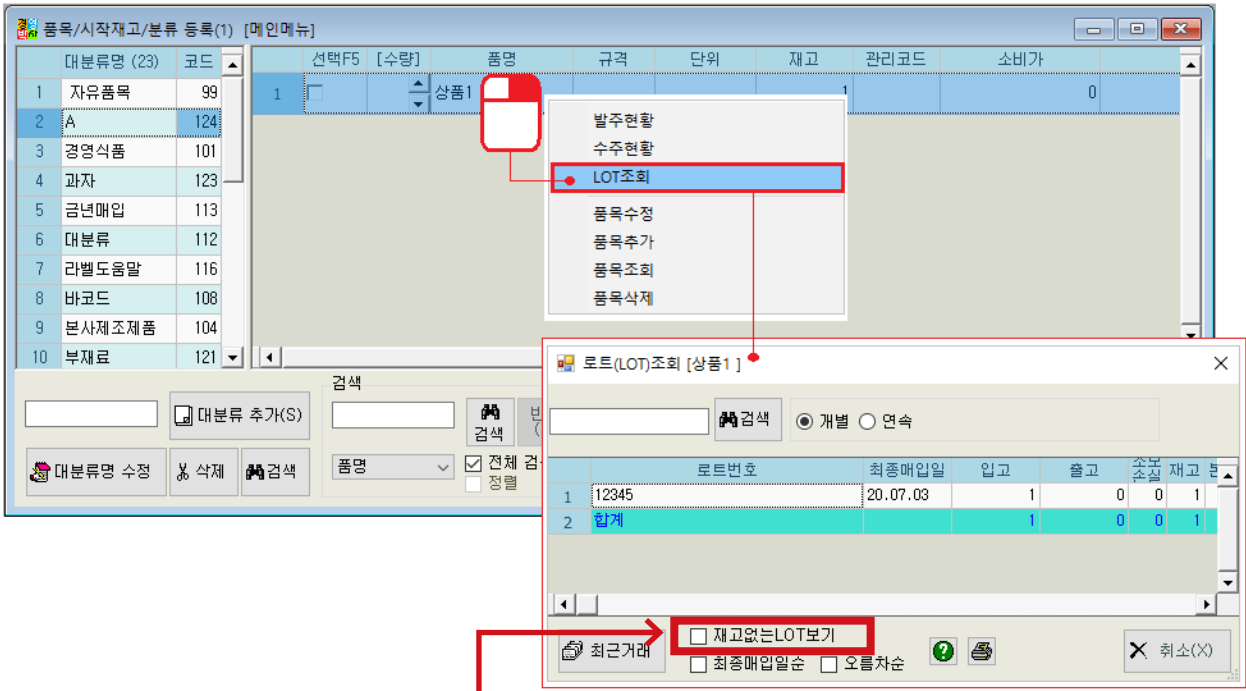 품목/시작재고/분류 등록(1) [메인메뉴]
대분류명 (23) 코드
1 자유품목 99
2 A 124
3 경영식품 101
4 과자 123
5 금년매입 113
6 대분류 112
7 라벨도움말 116
8 바코드 108
9 본사제조제품 104
10 부재료 121
선택F5 [수량] 품명 규격 단위 재고 관리코드 소비가
1 상품1 1 0
발주현황
수주현황
LOT조회
품목수정
품목추가
품목조회
품목삭제
대분류 추가(S)
대분류명 수정 삭제 검색
검색
검색
품명
전체
정렬
로트(LOT)조회 [상품1 ]
검색 개별 연속
로트번호 최종매입일 입고 출고 소모손실 재고
1 12345 20.07.03 1 0 0 1
2 합계 1 0 0 1
최근거래
재고없는LOT보기
최종매입일순 오름차순
취소(X)